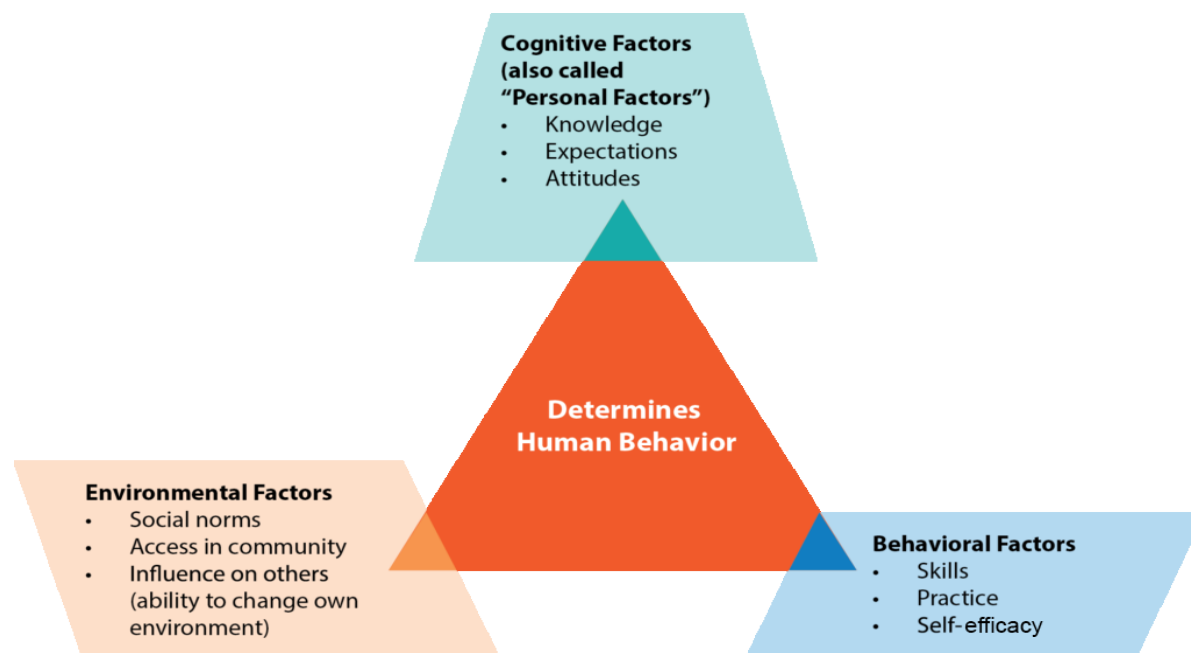 Cognitive Factors
(also called
“Personal Factors”)
• Knowledge
• Expectations
• Attitudes
Determines
Human Behavior
Environmental Factors
• Social norms
• Access in community
• Influence on others
(ability to change own
environment)
Behavioral Factors
• Skills
• Practice
• Self-efficacy